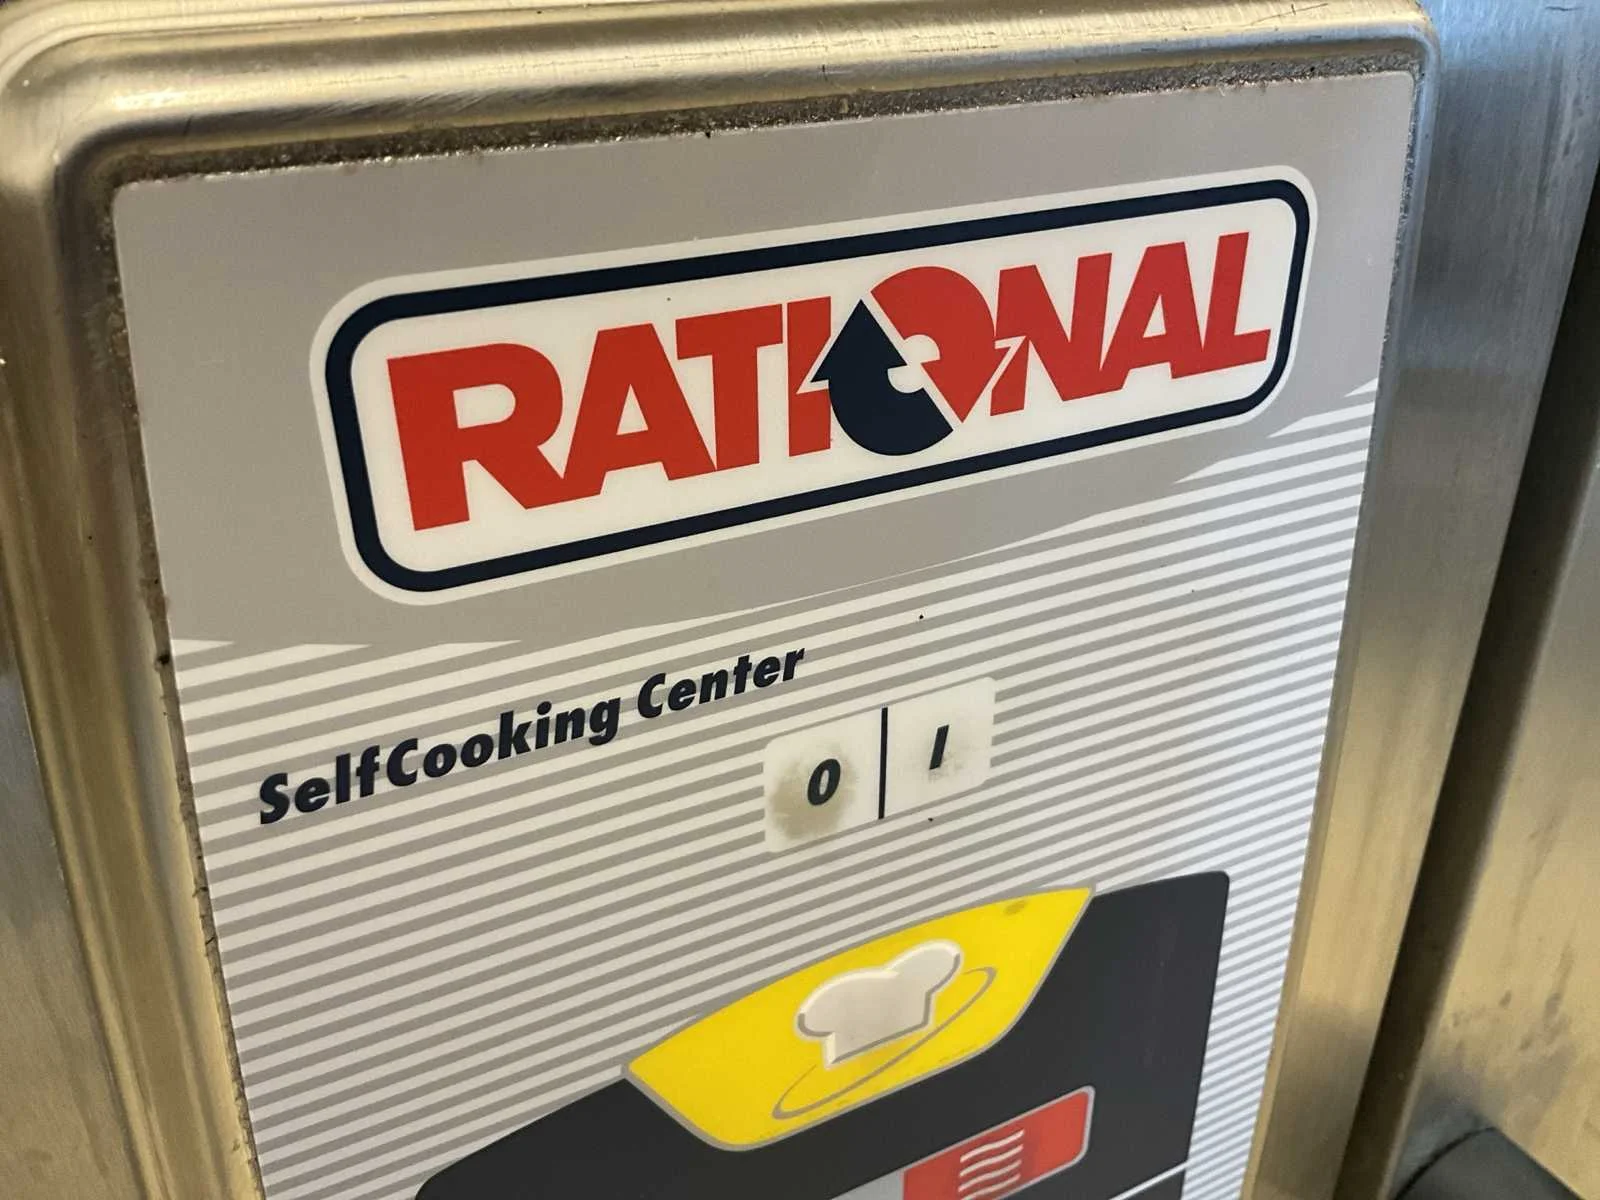 RATIONAL
SelfCooking Center
0 | I